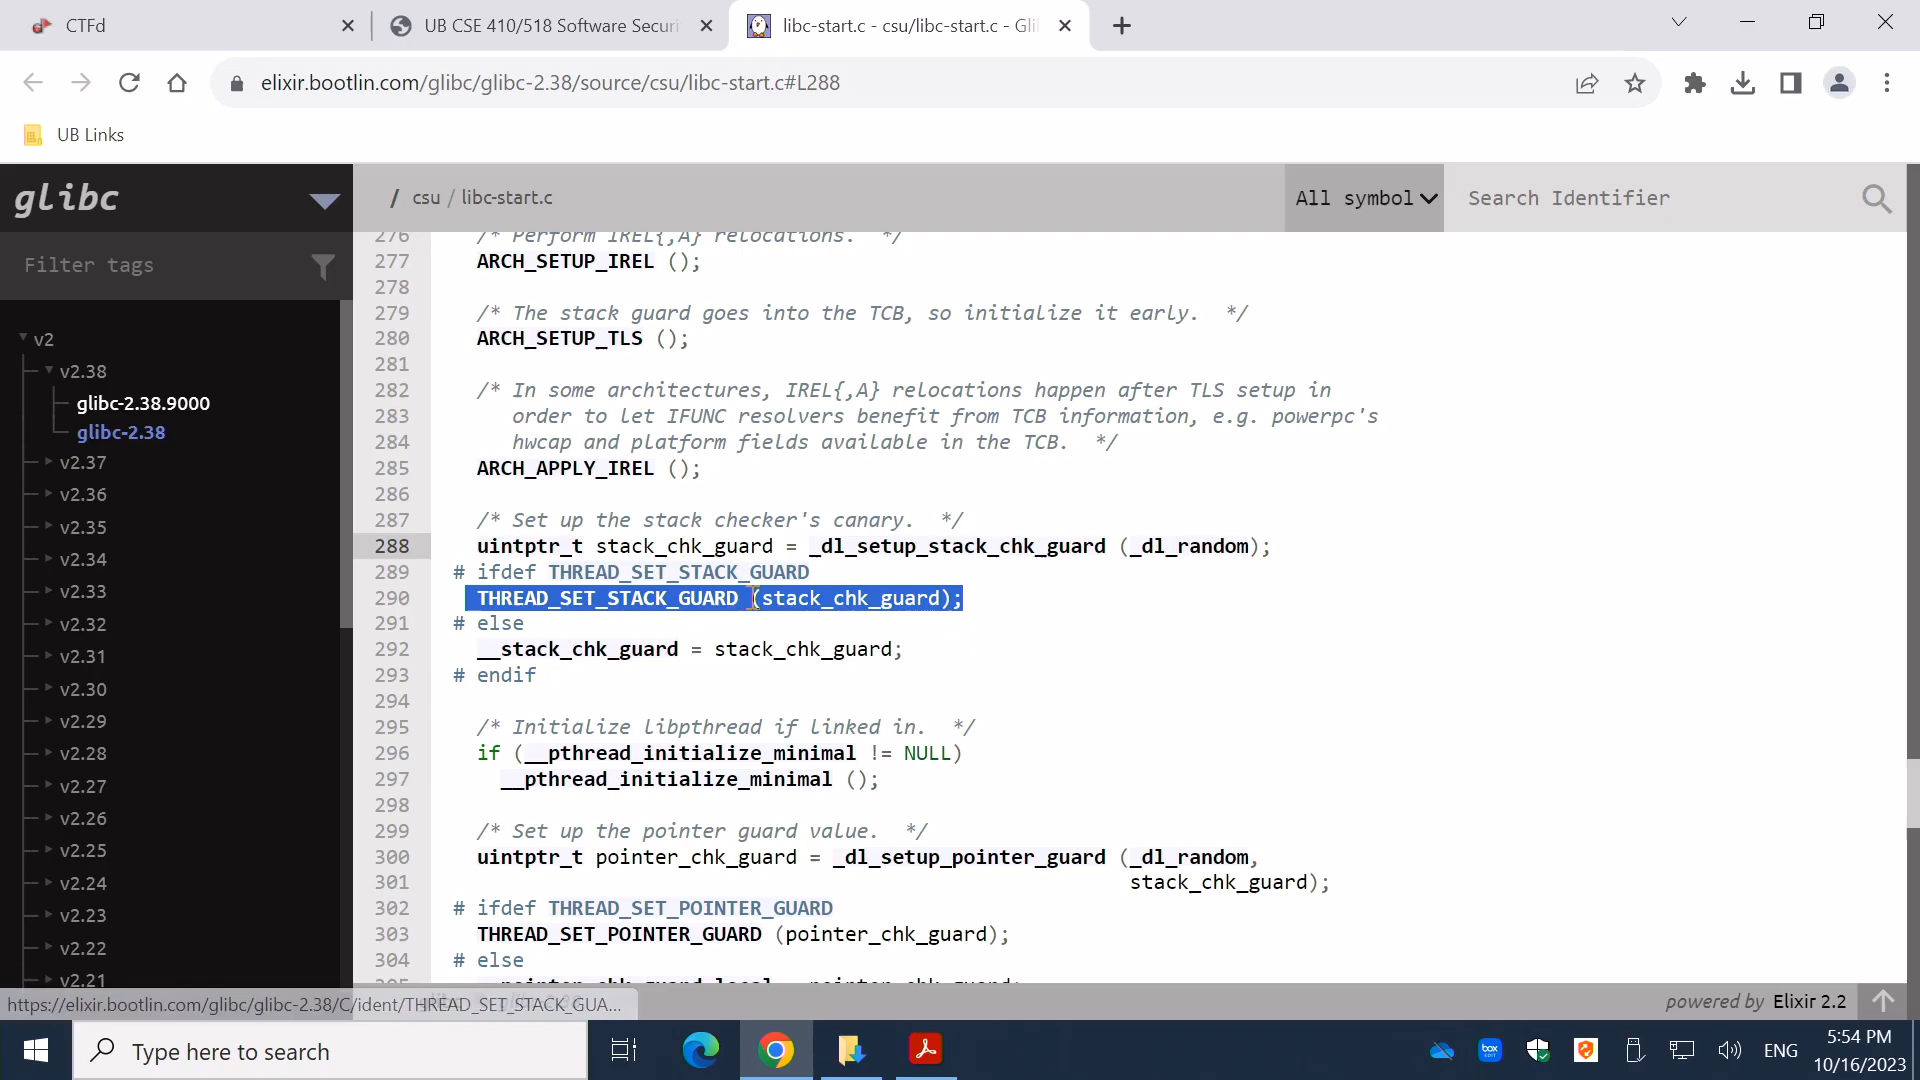 CTFd
UB CSE 410/518 Software Securi
libc-start.c - csu/libc-start.c - Gli
elixir.bootlin.com/glibc/glibc-2.38/source/csu/libc-start.c#L288
UB Links
glibc
/ csu / libc-start.c
All symbol
Search Identifier
Filter tags
v2
v2.38
glibc-2.38.9000
glibc-2.38
v2.37
v2.36
v2.35
v2.34
v2.33
v2.32
v2.31
v2.30
v2.29
v2.28
v2.27
v2.26
v2.25
v2.24
v2.23
v2.22
v2.21
276 /* Perform IREL{,A} relocations. */
277 ARCH_SETUP_IREL ();
278
279 /* The stack guard goes into the TCB, so initialize it early. */
280 ARCH_SETUP_TLS ();
281
282 /* In some architectures, IREL{,A} relocations happen after TLS setup in
283 order to let IFUNC resolvers benefit from TCB information, e.g. powerpc's
284 hwcap and platform fields available in the TCB. */
285 ARCH_APPLY_IREL ();
286
287 /* Set up the stack checker's canary. */
288 uintptr_t stack_chk_guard = _dl_setup_stack_chk_guard (_dl_random);
289 # ifdef THREAD_SET_STACK_GUARD
290 THREAD_SET_STACK_GUARD (stack_chk_guard);
291 # else
292 __stack_chk_guard = stack_chk_guard;
293 # endif
294
295 /* Initialize libpthread if linked in. */
296 if (__pthread_initialize_minimal != NULL)
297 __pthread_initialize_minimal ();
298
299 /* Set up the pointer guard value. */
300 uintptr_t pointer_chk_guard = _dl_setup_pointer_guard (_dl_random,
301 stack_chk_guard);
302 # ifdef THREAD_SET_POINTER_GUARD
303 THREAD_SET_POINTER_GUARD (pointer_chk_guard);
304 # else
https://elixir.bootlin.com/glibc/glibc-2.38/C/ident/THREAD_SET_STACK_GUA...
powered by Elixir 2.2
Type here to search
box
ENG
5:54 PM
10/16/2023